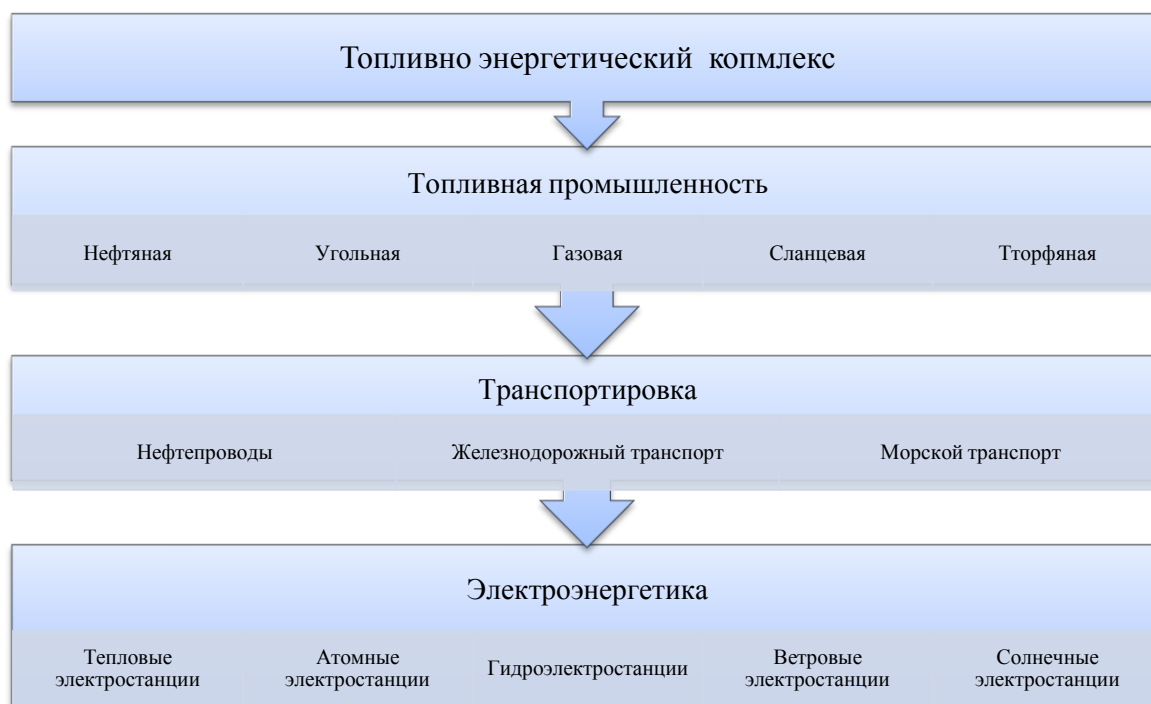 Топливно энергетический копмлекс
Топливная промышленность
Нефтяная Угольная Газовая Сланцевая Тторфяная
Транспортировка
Нефтепроводы Железнодорожный транспорт Морской транспорт
Электроэнергетика
Тепловые электростанции Атомные электростанции Гидроэлектростанции Ветровые электростанции Солнечные электростанции